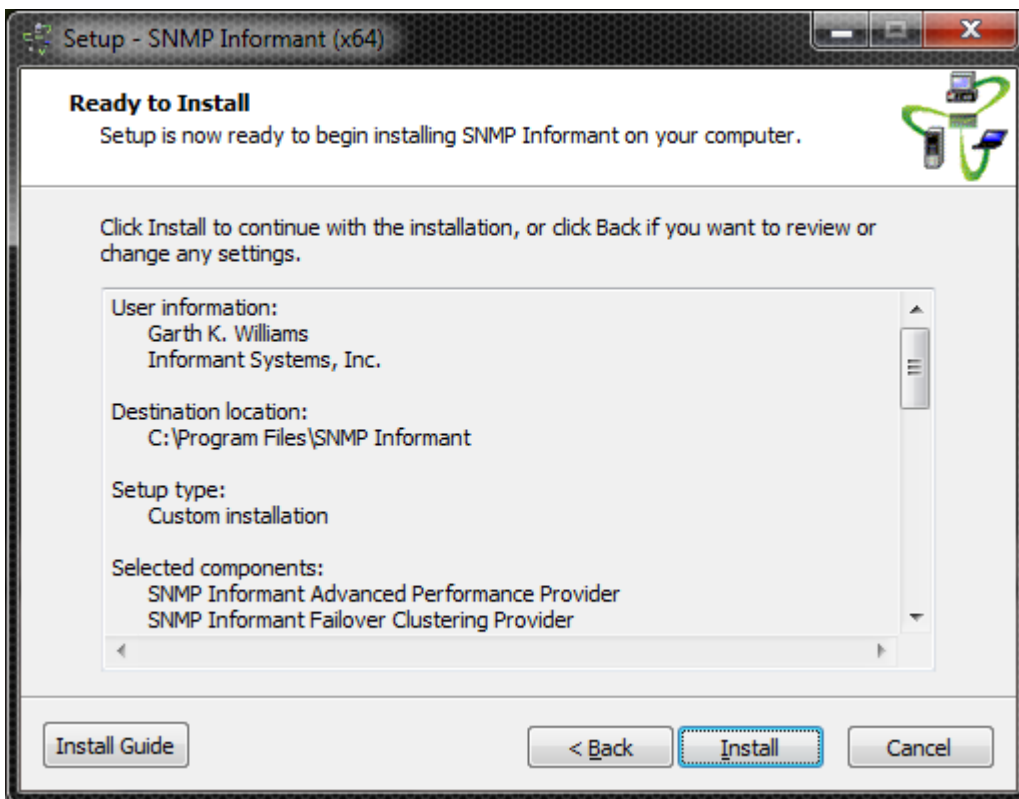 Setup - SNMP Informant (x64)
Ready to Install
Setup is now ready to begin installing SNMP Informant on your computer.
Click Install to continue with the installation, or click Back if you want to review or
change any settings.
User information:
Garth K. Williams
Informant Systems, Inc.
Destination location:
C:\Program Files\SNMP Informant
Setup type:
Custom installation
Selected components:
SNMP Informant Advanced Performance Provider
SNMP Informant Failover Clustering Provider
Install Guide
< Back
Install
Cancel